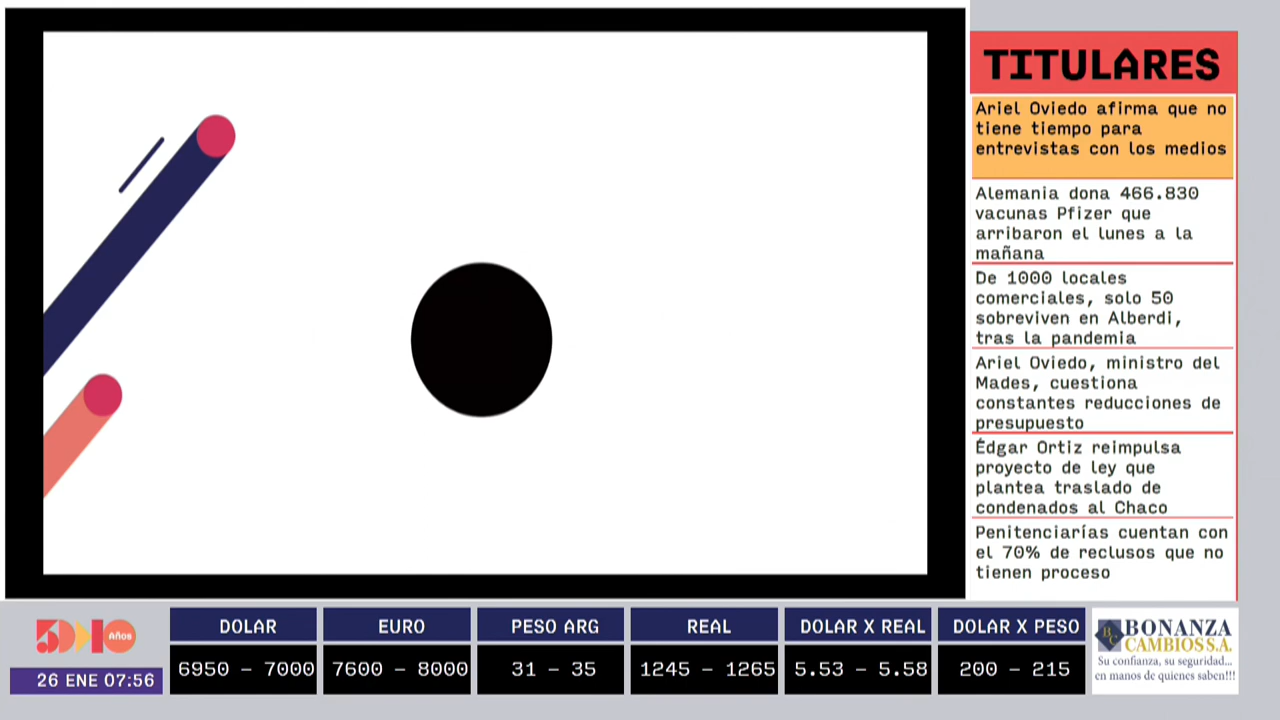 TITULARES
Ariel Oviedo afirma que no
tiene tiempo para
entrevistas con los medios
Alemania dona 466.830
vacunas Pfizer que
arribaron el lunes a la
mañana
De 1000 locales
comerciales, solo 50
sobreviven en Alberdi,
tras la pandemia
Ariel Oviedo, ministro del
Mades, cuestiona
constantes reducciones de
presupuesto
Édgar Ortiz reimpulsa
proyecto de ley que
plantea traslado de
condenados al Chaco
Penitenciarías cuentan con
el 70% de reclusos que no
tienen proceso
Años
26 ENE 07:56
DOLAR
6950 - 7000
EURO
7600 - 8000
PESO ARG
31 - 35
REAL
1245 - 1265
DOLAR X REAL
5.53 - 5.58
DOLAR X PESO
200 - 215
BC BONANZA
CAMBIOS S.A.
Su confianza, su seguridad...
en manos de quienes saben!!!